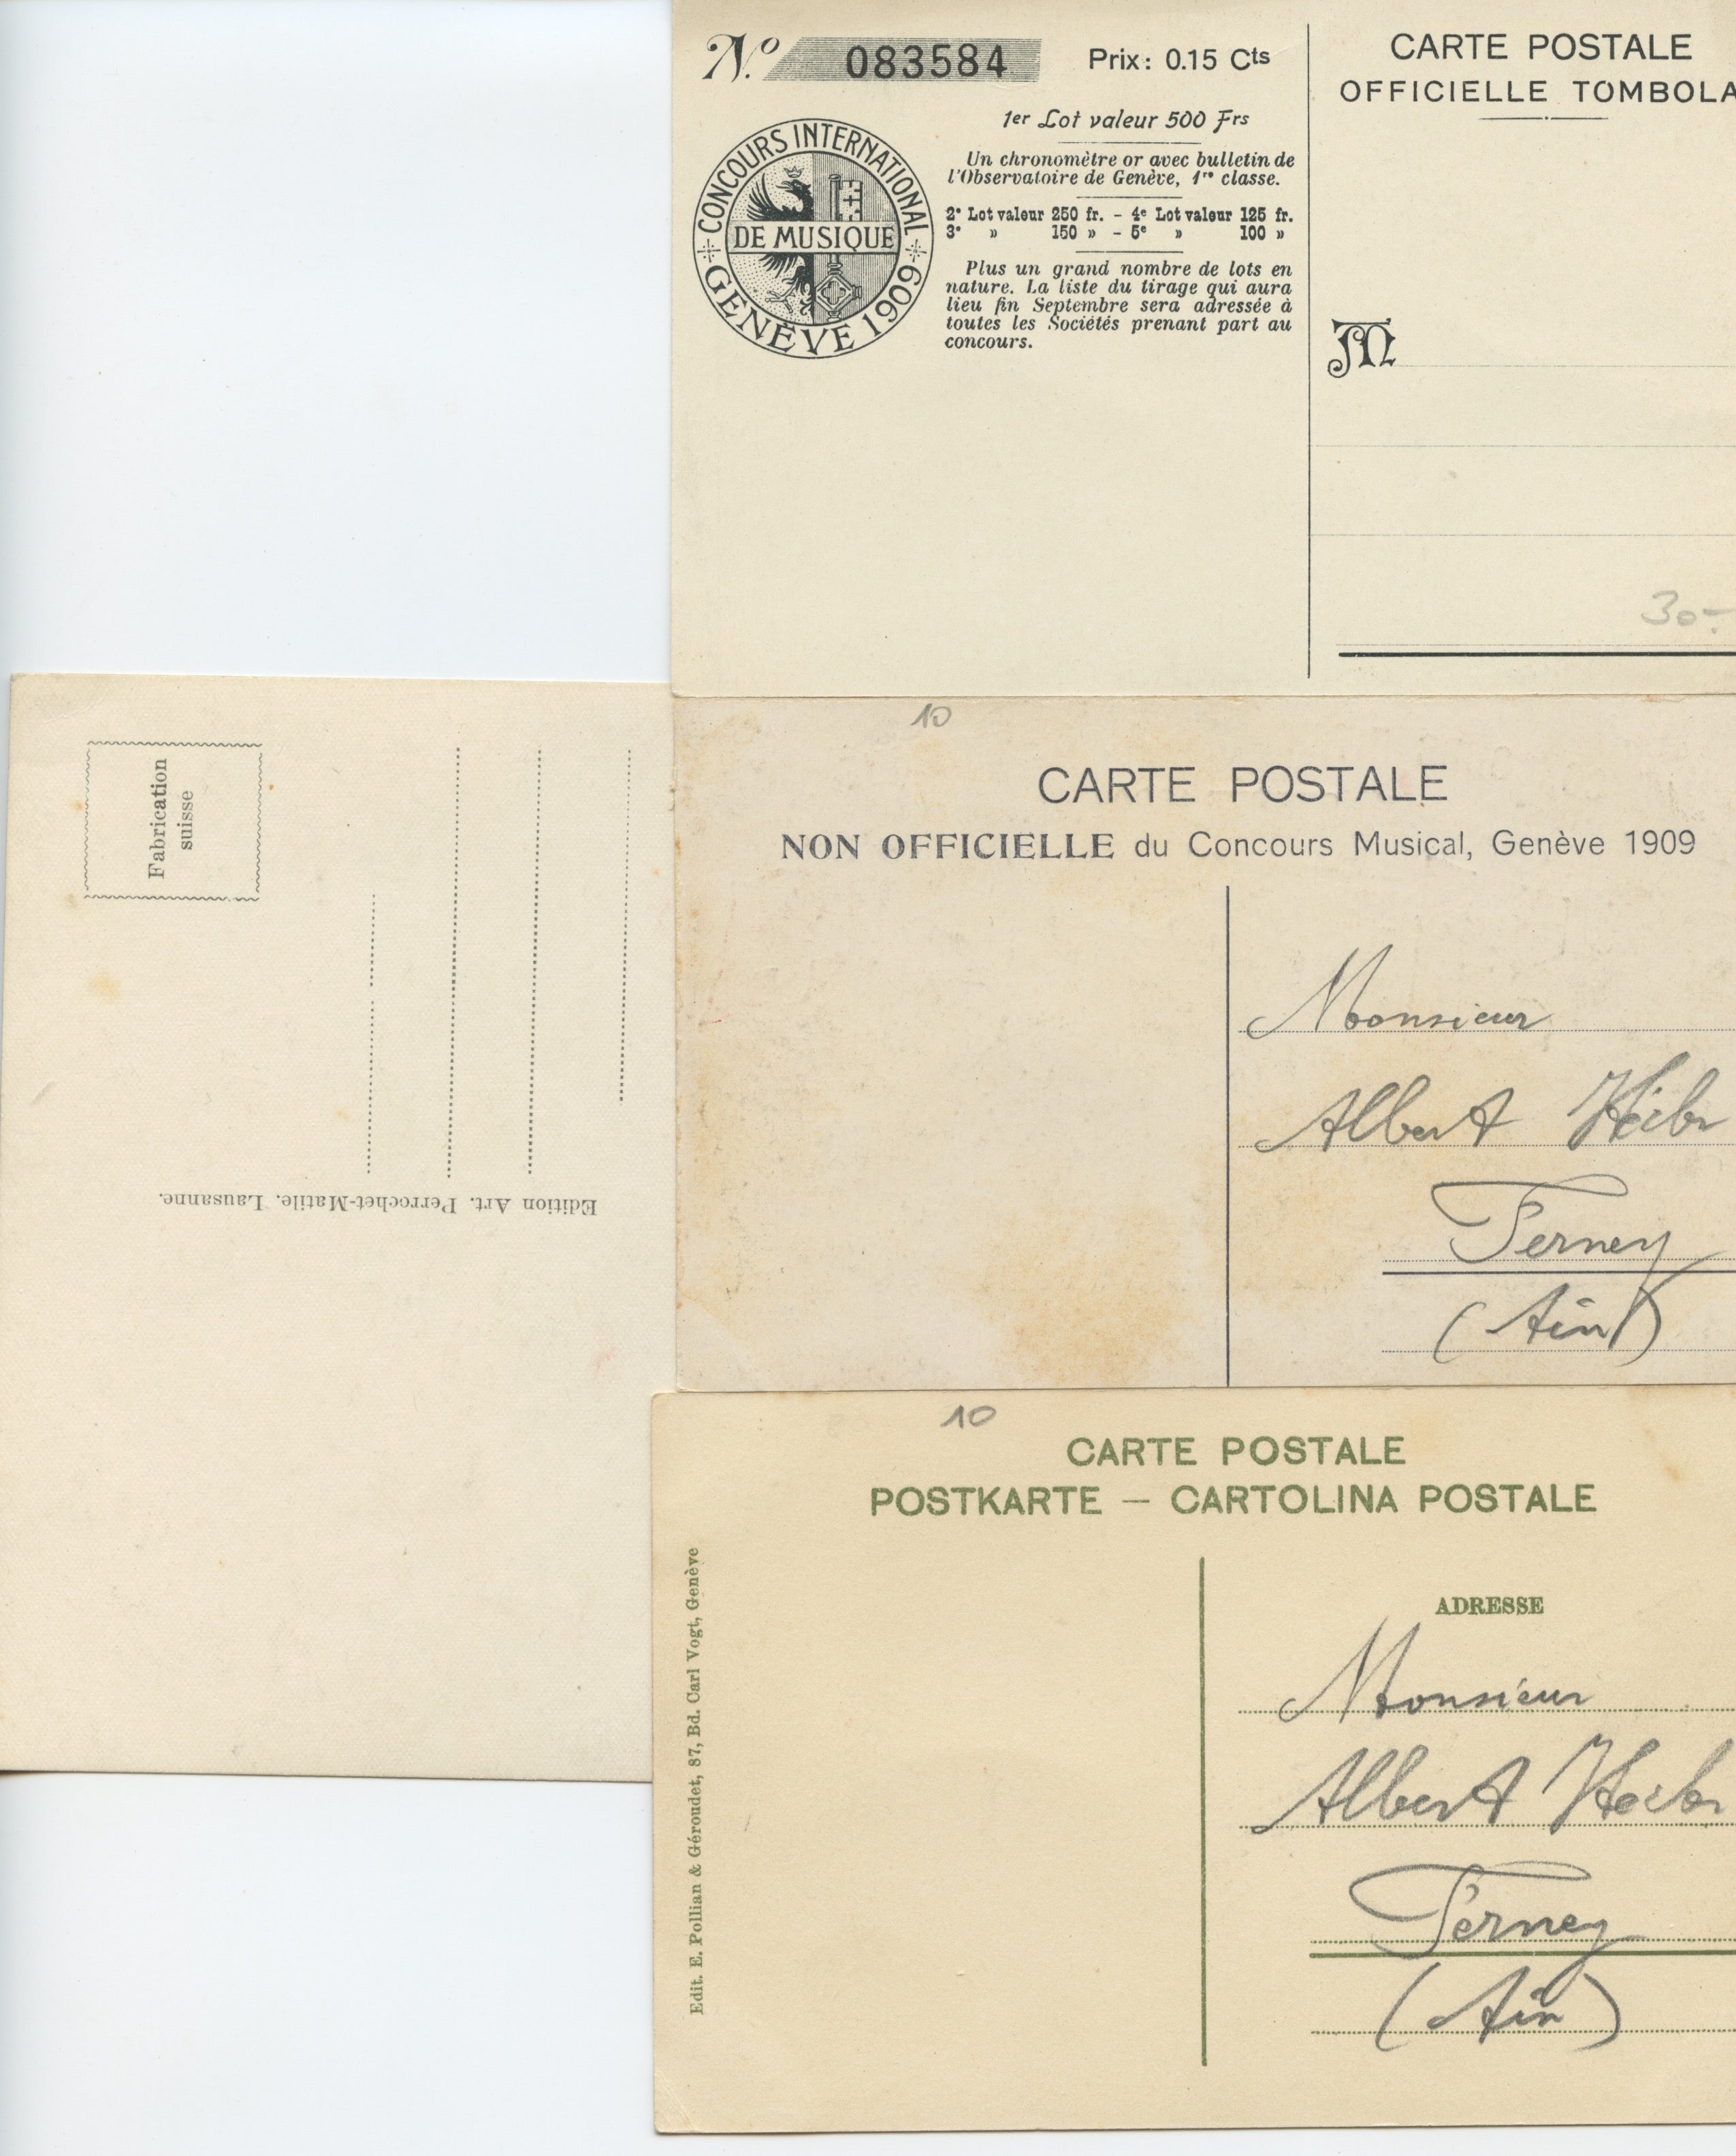 No 083584 Prix: 0.15 Cts
1er Lot valeur 500 Frs
Un chronomètre or avec bulletin de
l'Observatoire de Genève, 1re classe.
2e Lot valeur 250 fr. - 4e Lot valeur 125 fr.
3e » 150 » - 5e » 100 »
Plus un grand nombre de lots en
nature. La liste du tirage qui aura
lieu fin Septembre sera adressée à
toutes les Sociétés prenant part au
concours.
CONCOURS INTERNATIONAL
DE MUSIQUE
GENÈVE 1909
CARTE POSTALE
OFFICIELLE TOMBOLA
M
30.-
Fabrication
suisse
Edition Art. Perrochet-Matile. Lausanne.
10
CARTE POSTALE
NON OFFICIELLE du Concours Musical, Genève 1909
Monsieur
Albert
Ferney
(Ain)
10
CARTE POSTALE
POSTKARTE — CARTOLINA POSTALE
Edit. E. Pollian & Géroudet, 87, Bd. Carl Vogt, Genève
ADRESSE
Monsieur
Albert
Ferney
(Ain)